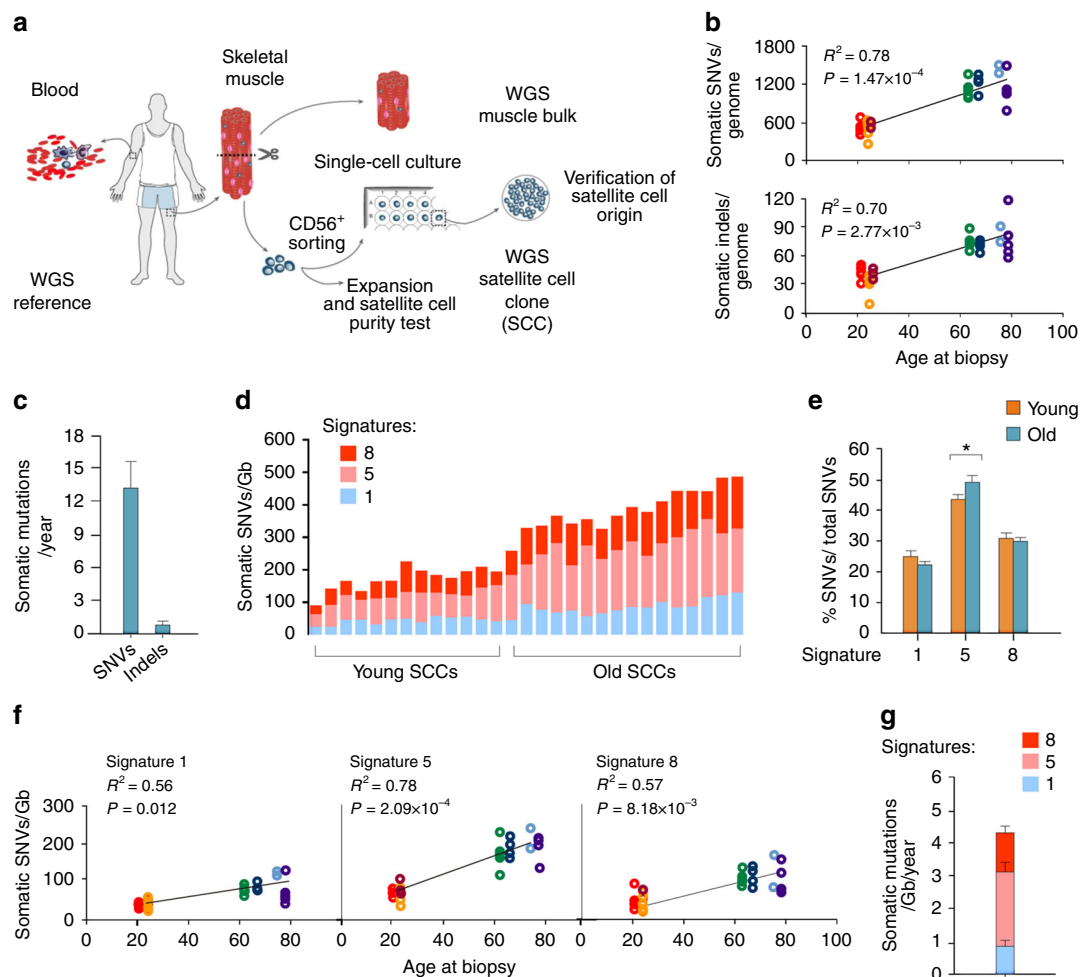 a
Blood
WGS
reference
Skeletal
muscle
WGS
muscle bulk
Single-cell culture
1 2 3 4
A
B
CD56⁺
sorting
Verification of
satellite cell
origin
Expansion
and satellite cell
purity test
WGS
satellite cell
clone
(SCC)
b
Somatic SNVs/
genome
1800
1200
600
0
R² = 0.78
P = 1.47×10⁻⁴
Somatic indels/
genome
120
90
60
30
0
R² = 0.70
P = 2.77×10⁻³
0 20 40 60 80 100
Age at biopsy
c
Somatic mutations
/year
18
15
12
9
6
3
0
SNVs
Indels
d
Signatures:
8
5
1
Somatic SNVs/Gb
600
500
400
300
200
100
0
Young SCCs
Old SCCs
e
Young
Old
% SNVs/ total SNVs
60
50
40
30
20
10
0
*
Signature 1 5 8
f
Somatic SNVs/Gb
300
200
100
0
Signature 1
R² = 0.56
P = 0.012
0 20 40 60 80
Signature 5
R² = 0.78
P = 2.09×10⁻⁴
0 20 40 60 80
Signature 8
R² = 0.57
P = 8.18×10⁻³
0 20 40 60 80
Age at biopsy
g
Signatures:
8
5
1
Somatic mutations
/Gb/year
6
5
4
3
2
1
0